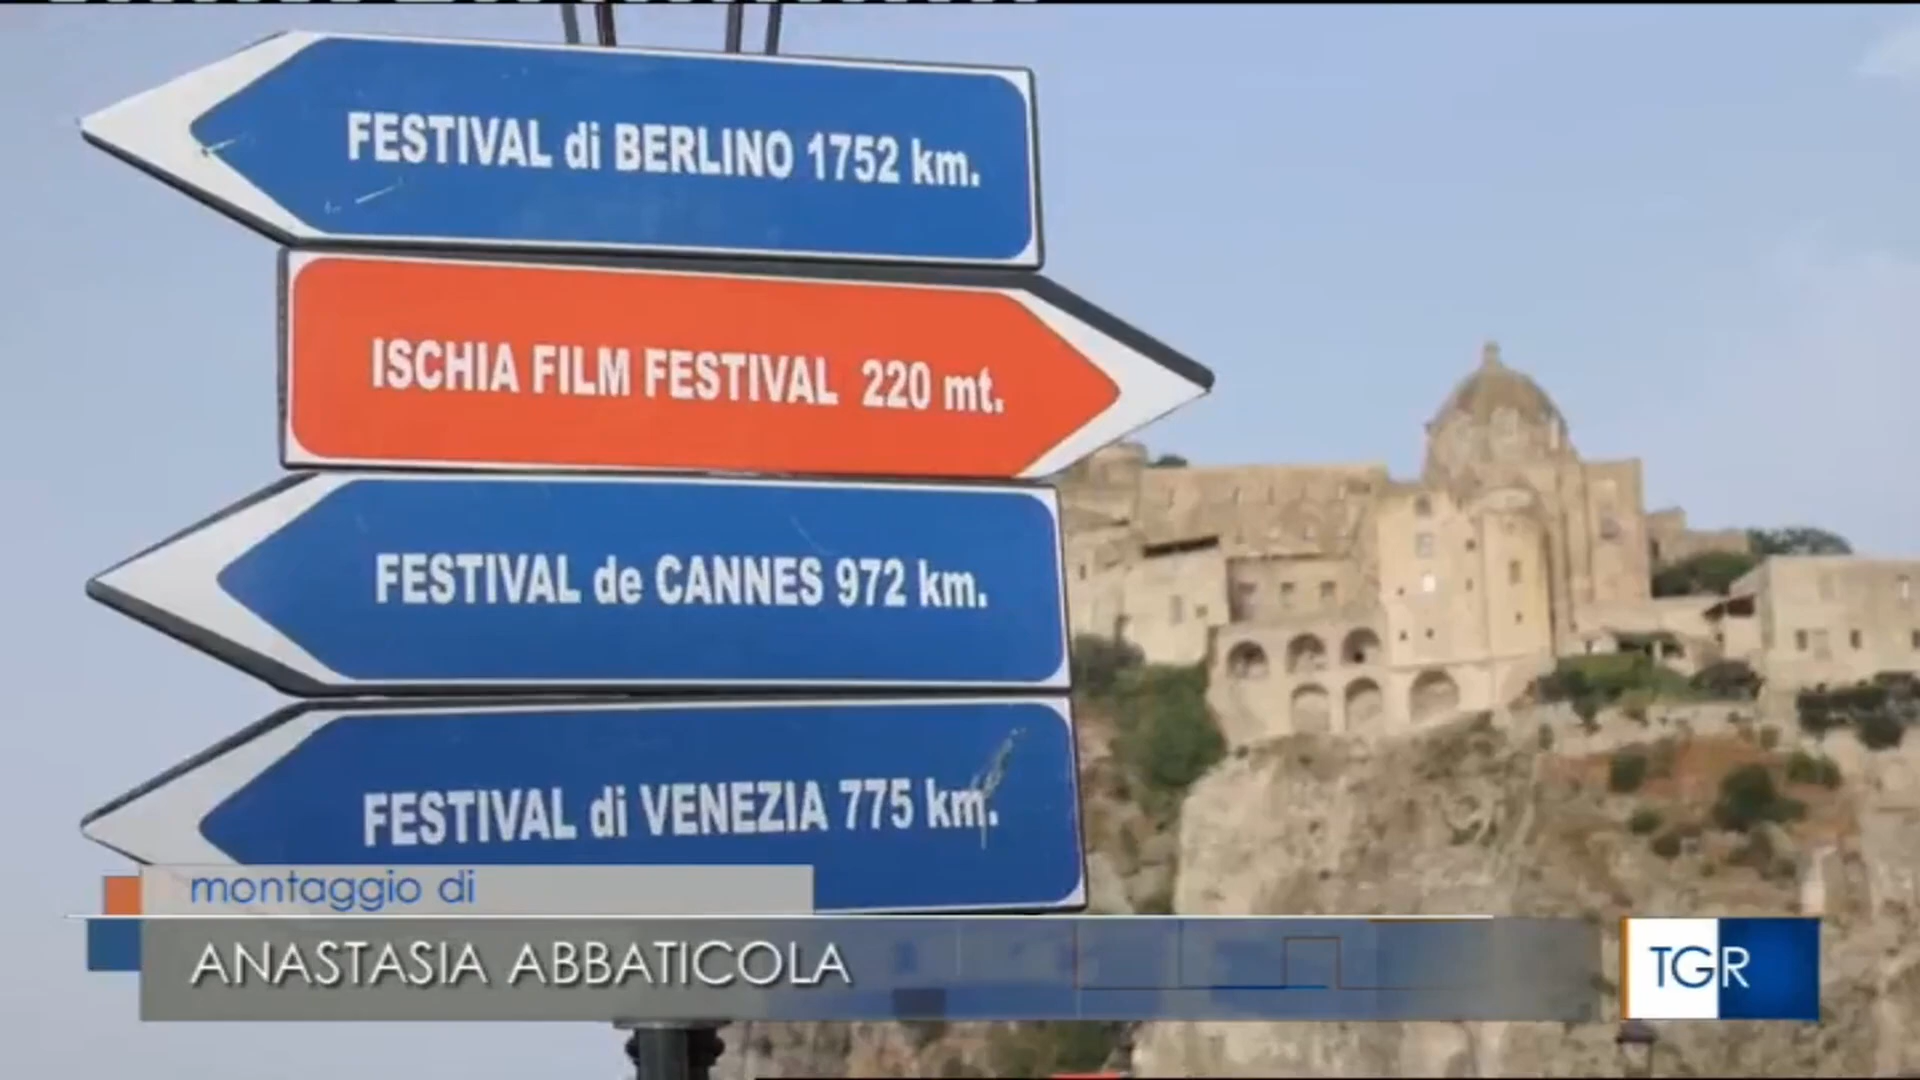 FESTIVAL di BERLINO 1752 km.
ISCHIA FILM FESTIVAL 220 mt.
FESTIVAL de CANNES 972 km.
FESTIVAL di VENEZIA 775 km.
montaggio di
ANASTASIA ABBATICOLA
TGR